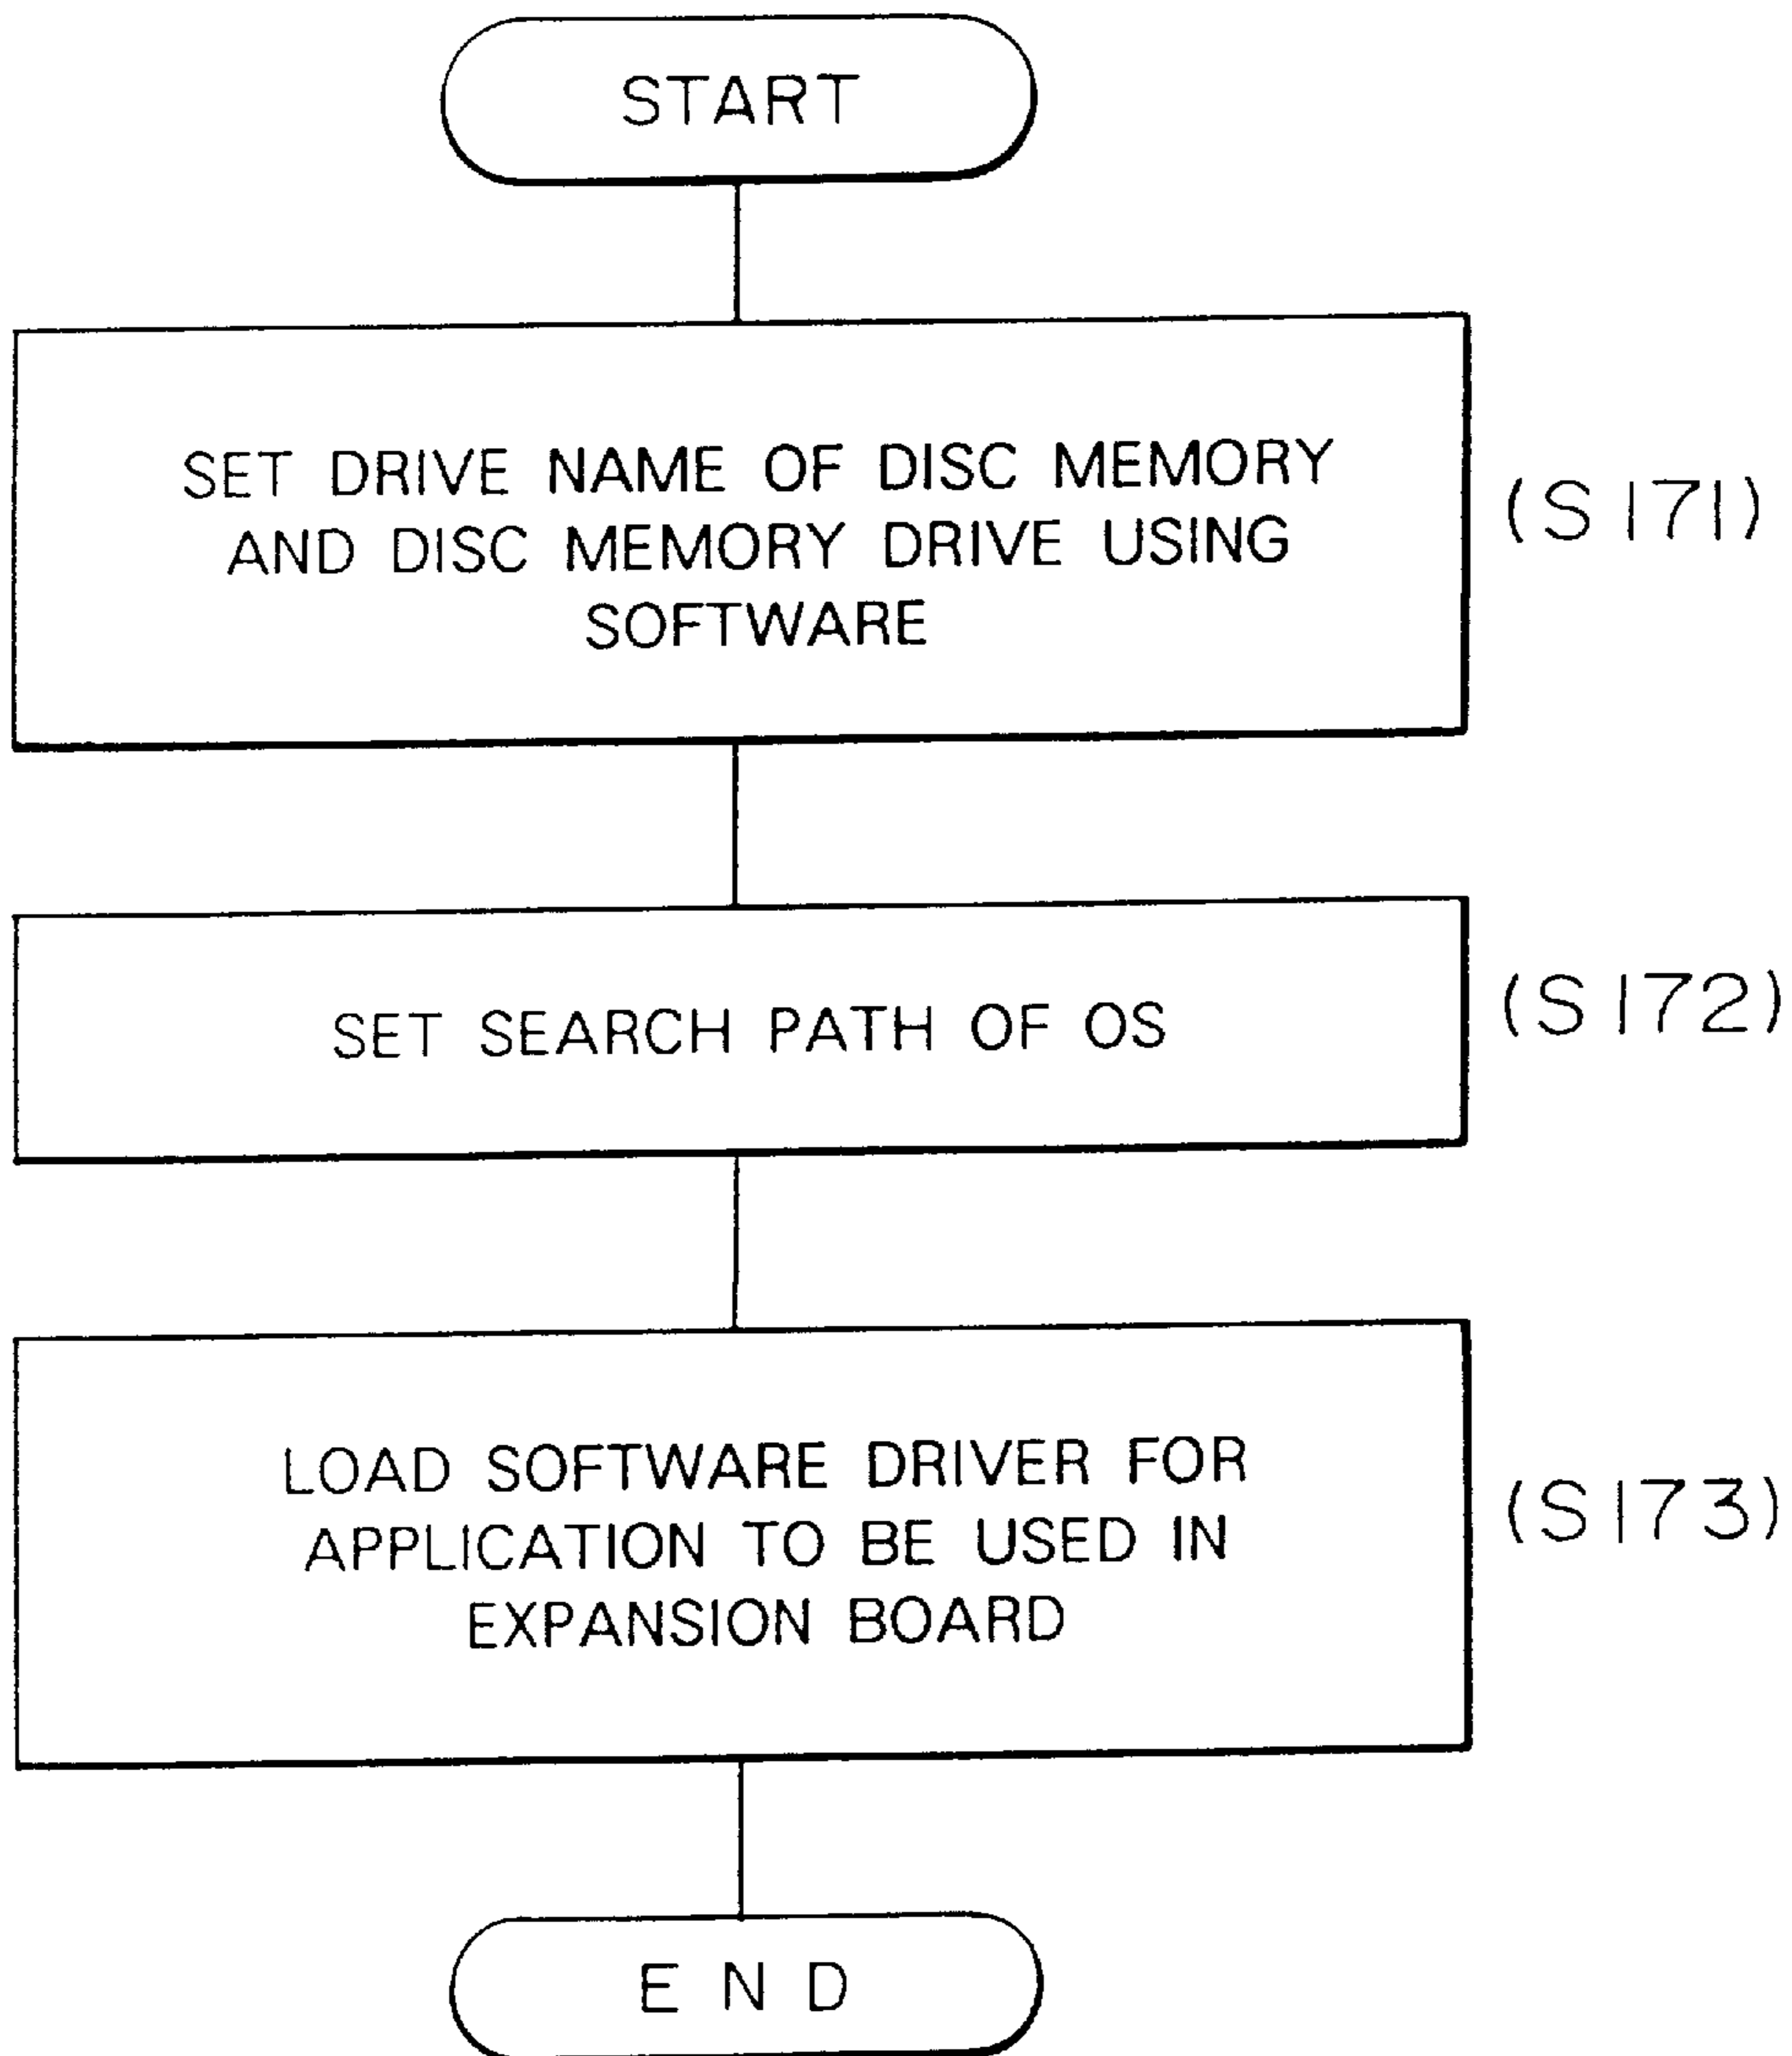 START
SET DRIVE NAME OF DISC MEMORY
AND DISC MEMORY DRIVE USING
SOFTWARE
(S171)
SET SEARCH PATH OF OS
(S172)
LOAD SOFTWARE DRIVER FOR
APPLICATION TO BE USED IN
EXPANSION BOARD
(S173)
END